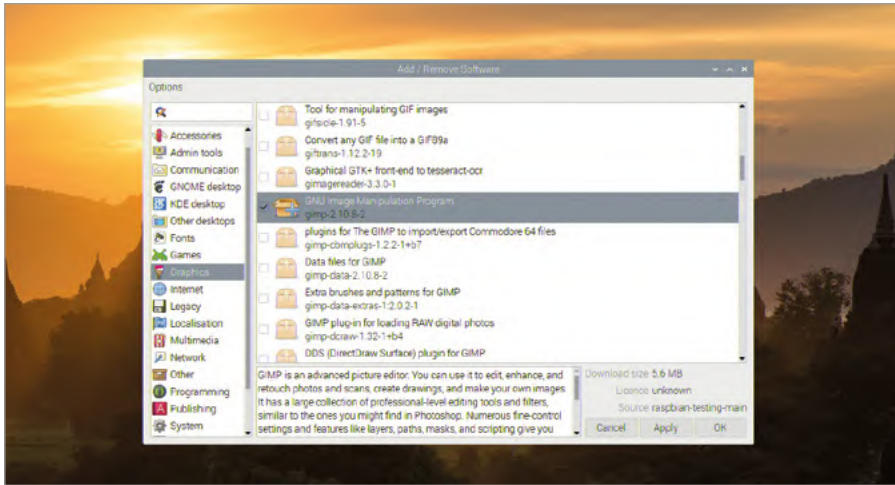 Add / Remove Software
Options
Accessories
Admin tools
Communication
GNOME desktop
KDE desktop
Other desktops
Fonts
Games
Graphics
Internet
Legacy
Localisation
Multimedia
Network
Other
Programming
Publishing
System
Tool for manipulating GIF images
gifsicle-1.91-5
Convert any GIF file into a GIF89a
giftrans-1.12.2-19
Graphical GTK+ front-end to tesseract-ocr
gimagereader-3.3.0-1
GNU Image Manipulation Program
gimp-2.10.8-2
plugins for The GIMP to import/export Commodore 64 files
gimp-cbmplugs-1.2.2-1+b7
Data files for GIMP
gimp-data-2.10.8-2
Extra brushes and patterns for GIMP
gimp-data-extras-1:2.0.2-1
GIMP plug-in for loading RAW digital photos
gimp-dcraw-1.32-1+b4
DDS (DirectDraw Surface) plugin for GIMP
GIMP is an advanced picture editor. You can use it to edit, enhance, and
retouch photos and scans, create drawings, and make your own images
It has a large collection of professional-level editing tools and filters,
similar to the ones you might find in Photoshop. Numerous fine-control
settings and features like layers, paths, masks, and scripting give you
Download size 5.6 MB
Licence unknown
Source raspbian-testing-main
Cancel
Apply
OK